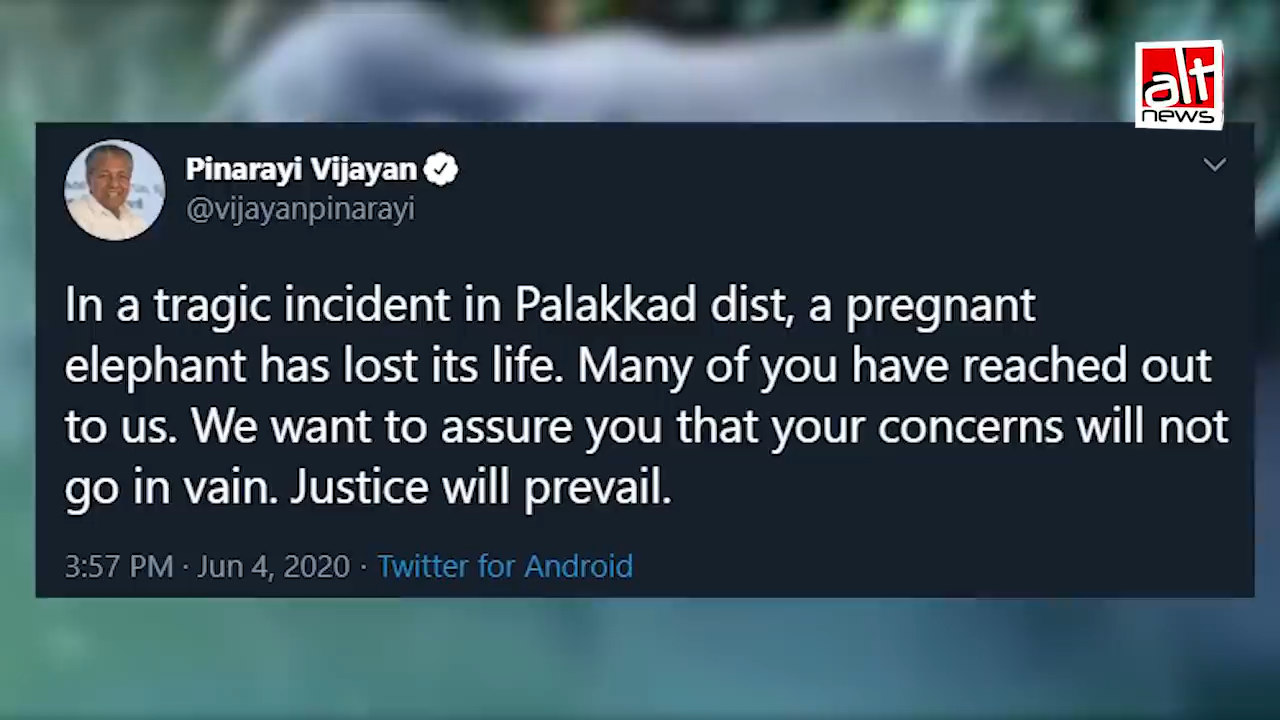 alt
news
Pinarayi Vijayan
@vijayanpinarayi
In a tragic incident in Palakkad dist, a pregnant
elephant has lost its life. Many of you have reached out
to us. We want to assure you that your concerns will not
go in vain. Justice will prevail.
3:57 PM · Jun 4, 2020 · Twitter for Android